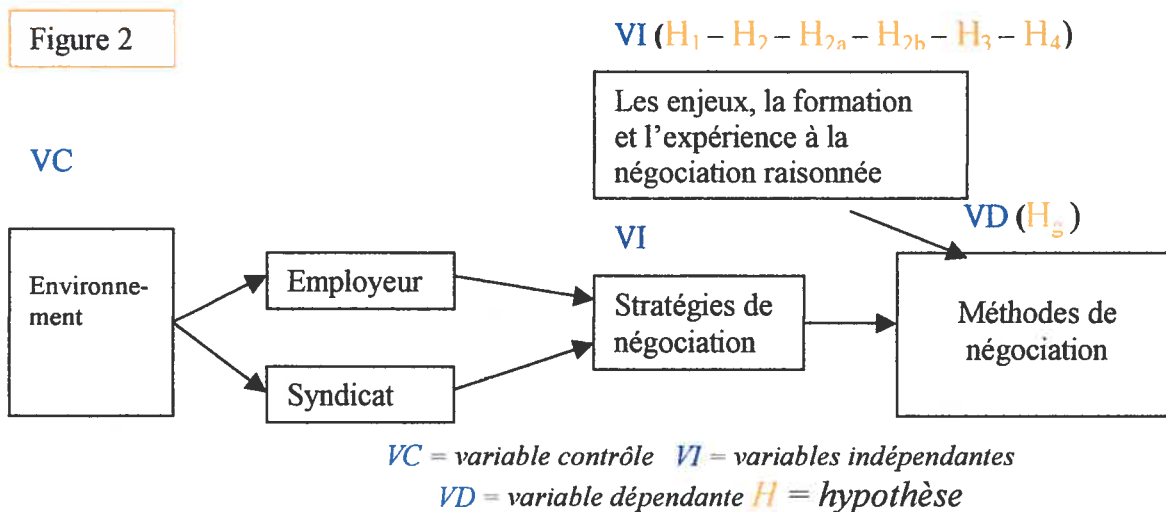 Figure 2
VI (H1 – H2 – H2a – H2b – H3 – H4)
Les enjeux, la formation
et l'expérience à la
négociation raisonnée
VC
VD (Hg)
VI
Environne-
ment
Employeur
Syndicat
Stratégies de
négociation
Méthodes de
négociation
VC = variable contrôle VI = variables indépendantes
VD = variable dépendante H = hypothèse